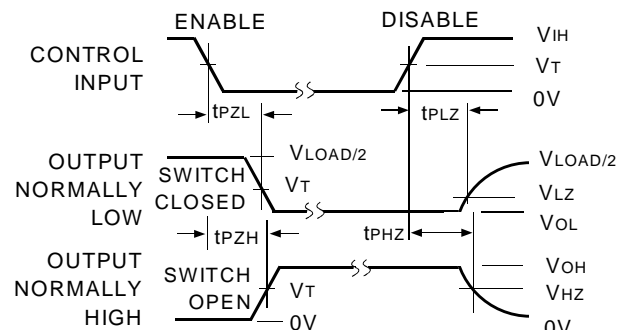 ENABLE DISABLE
CONTROL INPUT
VIH
VT
0V
tPZL
tPLZ
OUTPUT NORMALLY LOW
SWITCH CLOSED
VLOAD/2
VT
VLOAD/2
VLZ
VOL
tPZH
tPHZ
OUTPUT NORMALLY HIGH
SWITCH OPEN
VT
0V
VOH
VHZ
0V